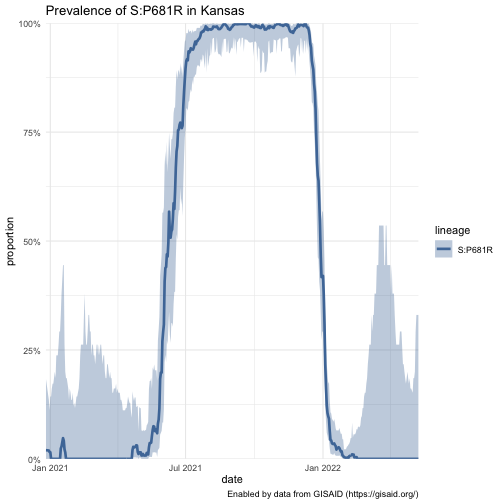 Prevalence of S:P681R in Kansas
100%
75%
50%
25%
0%
proportion
Jan 2021
Jul 2021
Jan 2022
date
lineage
S:P681R
Enabled by data from GISAID (https://gisaid.org/)